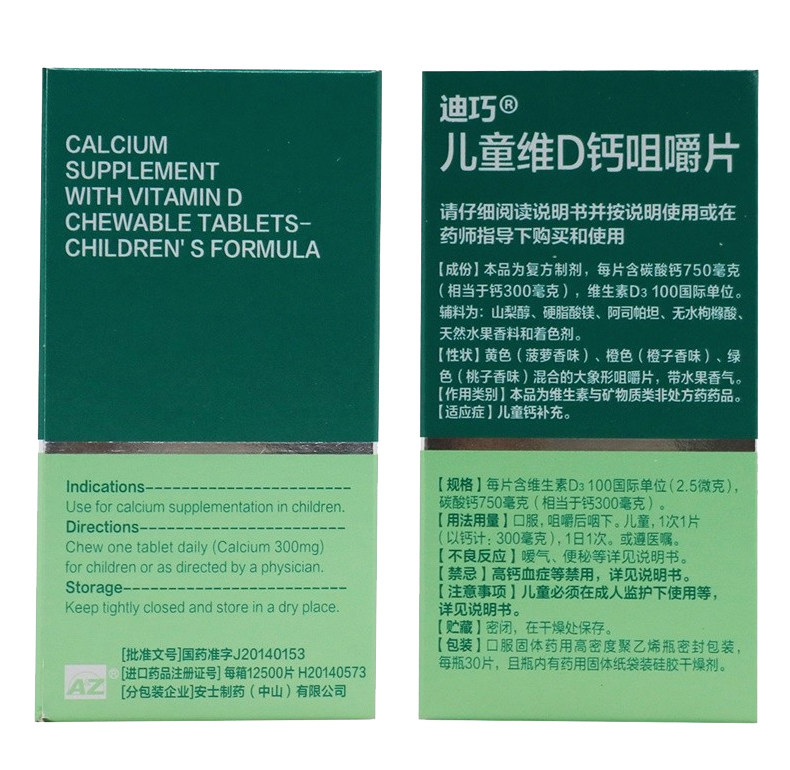 CALCIUM
SUPPLEMENT
WITH VITAMIN D
CHEWABLE TABLETS-
CHILDREN'S FORMULA
Indications
Use for calcium supplementation in children.
Directions
Chew one tablet daily (Calcium 300mg)
for children or as directed by a physician.
Storage
Keep tightly closed and store in a dry place.
AZ®
[批准文号]国药准字J20140153
[进口药品注册证号] 每箱12500片 H20140573
[分包装企业]安士制药(中山)有限公司
迪巧®
儿童维D钙咀嚼片
请仔细阅读说明书并按说明使用或在
药师指导下购买和使用
【成份】本品为复方制剂,每片含碳酸钙750毫克
(相当于钙300毫克),维生素D3 100国际单位。
辅料为:山梨醇、硬脂酸镁、阿司帕坦、无水枸橼酸、
天然水果香料和着色剂。
【性状】黄色(菠萝香味)、橙色(橙子香味)、绿
色(桃子香味)混合的大象形咀嚼片,带水果香气。
【作用类别】本品为维生素与矿物质类非处方药药品。
【适应症】儿童钙补充。
【规格】每片含维生素D3 100国际单位(2.5微克),
碳酸钙750毫克(相当于钙300毫克)。
【用法用量】口服,咀嚼后咽下。儿童,1次1片
(以钙计:300毫克),1日1次。或遵医嘱。
【不良反应】嗳气、便秘等详见说明书。
【禁忌】高钙血症等禁用,详见说明书。
【注意事项】儿童必须在成人监护下使用等,
详见说明书。
【贮藏】密闭,在干燥处保存。
【包装】口服固体药用高密度聚乙烯瓶密封包装,
每瓶30片,且瓶内有药用固体纸袋装硅胶干燥剂。